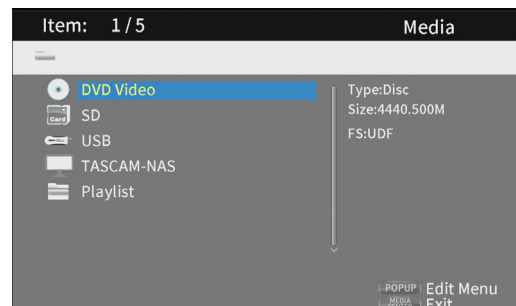 Item: 1/5 Media
DVD Video
Type:Disc
Card SD
Size:4440.500M
USB
FS:UDF
TASCAM-NAS
Playlist
POPUP Edit Menu
MEDIA Exit